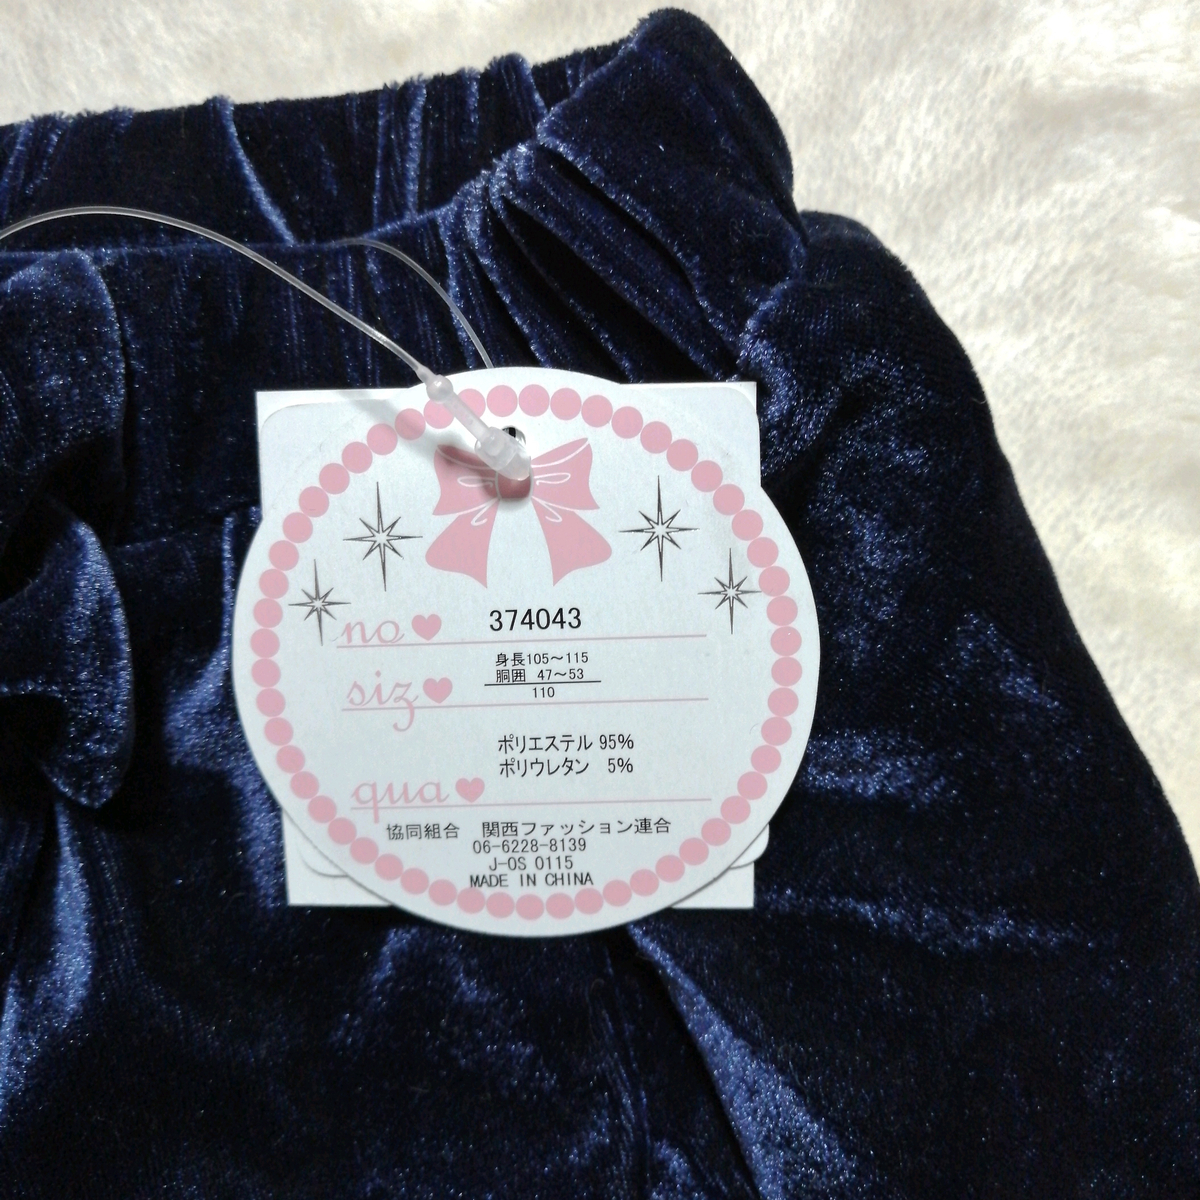 no♥ 374043
身長105～115
胴囲 47～53
siz♥ 110
ポリエステル 95%
ポリウレタン 5%
qua♥
協同組合 関西ファッション連合
06-6228-8139
J-OS 0115
MADE IN CHINA